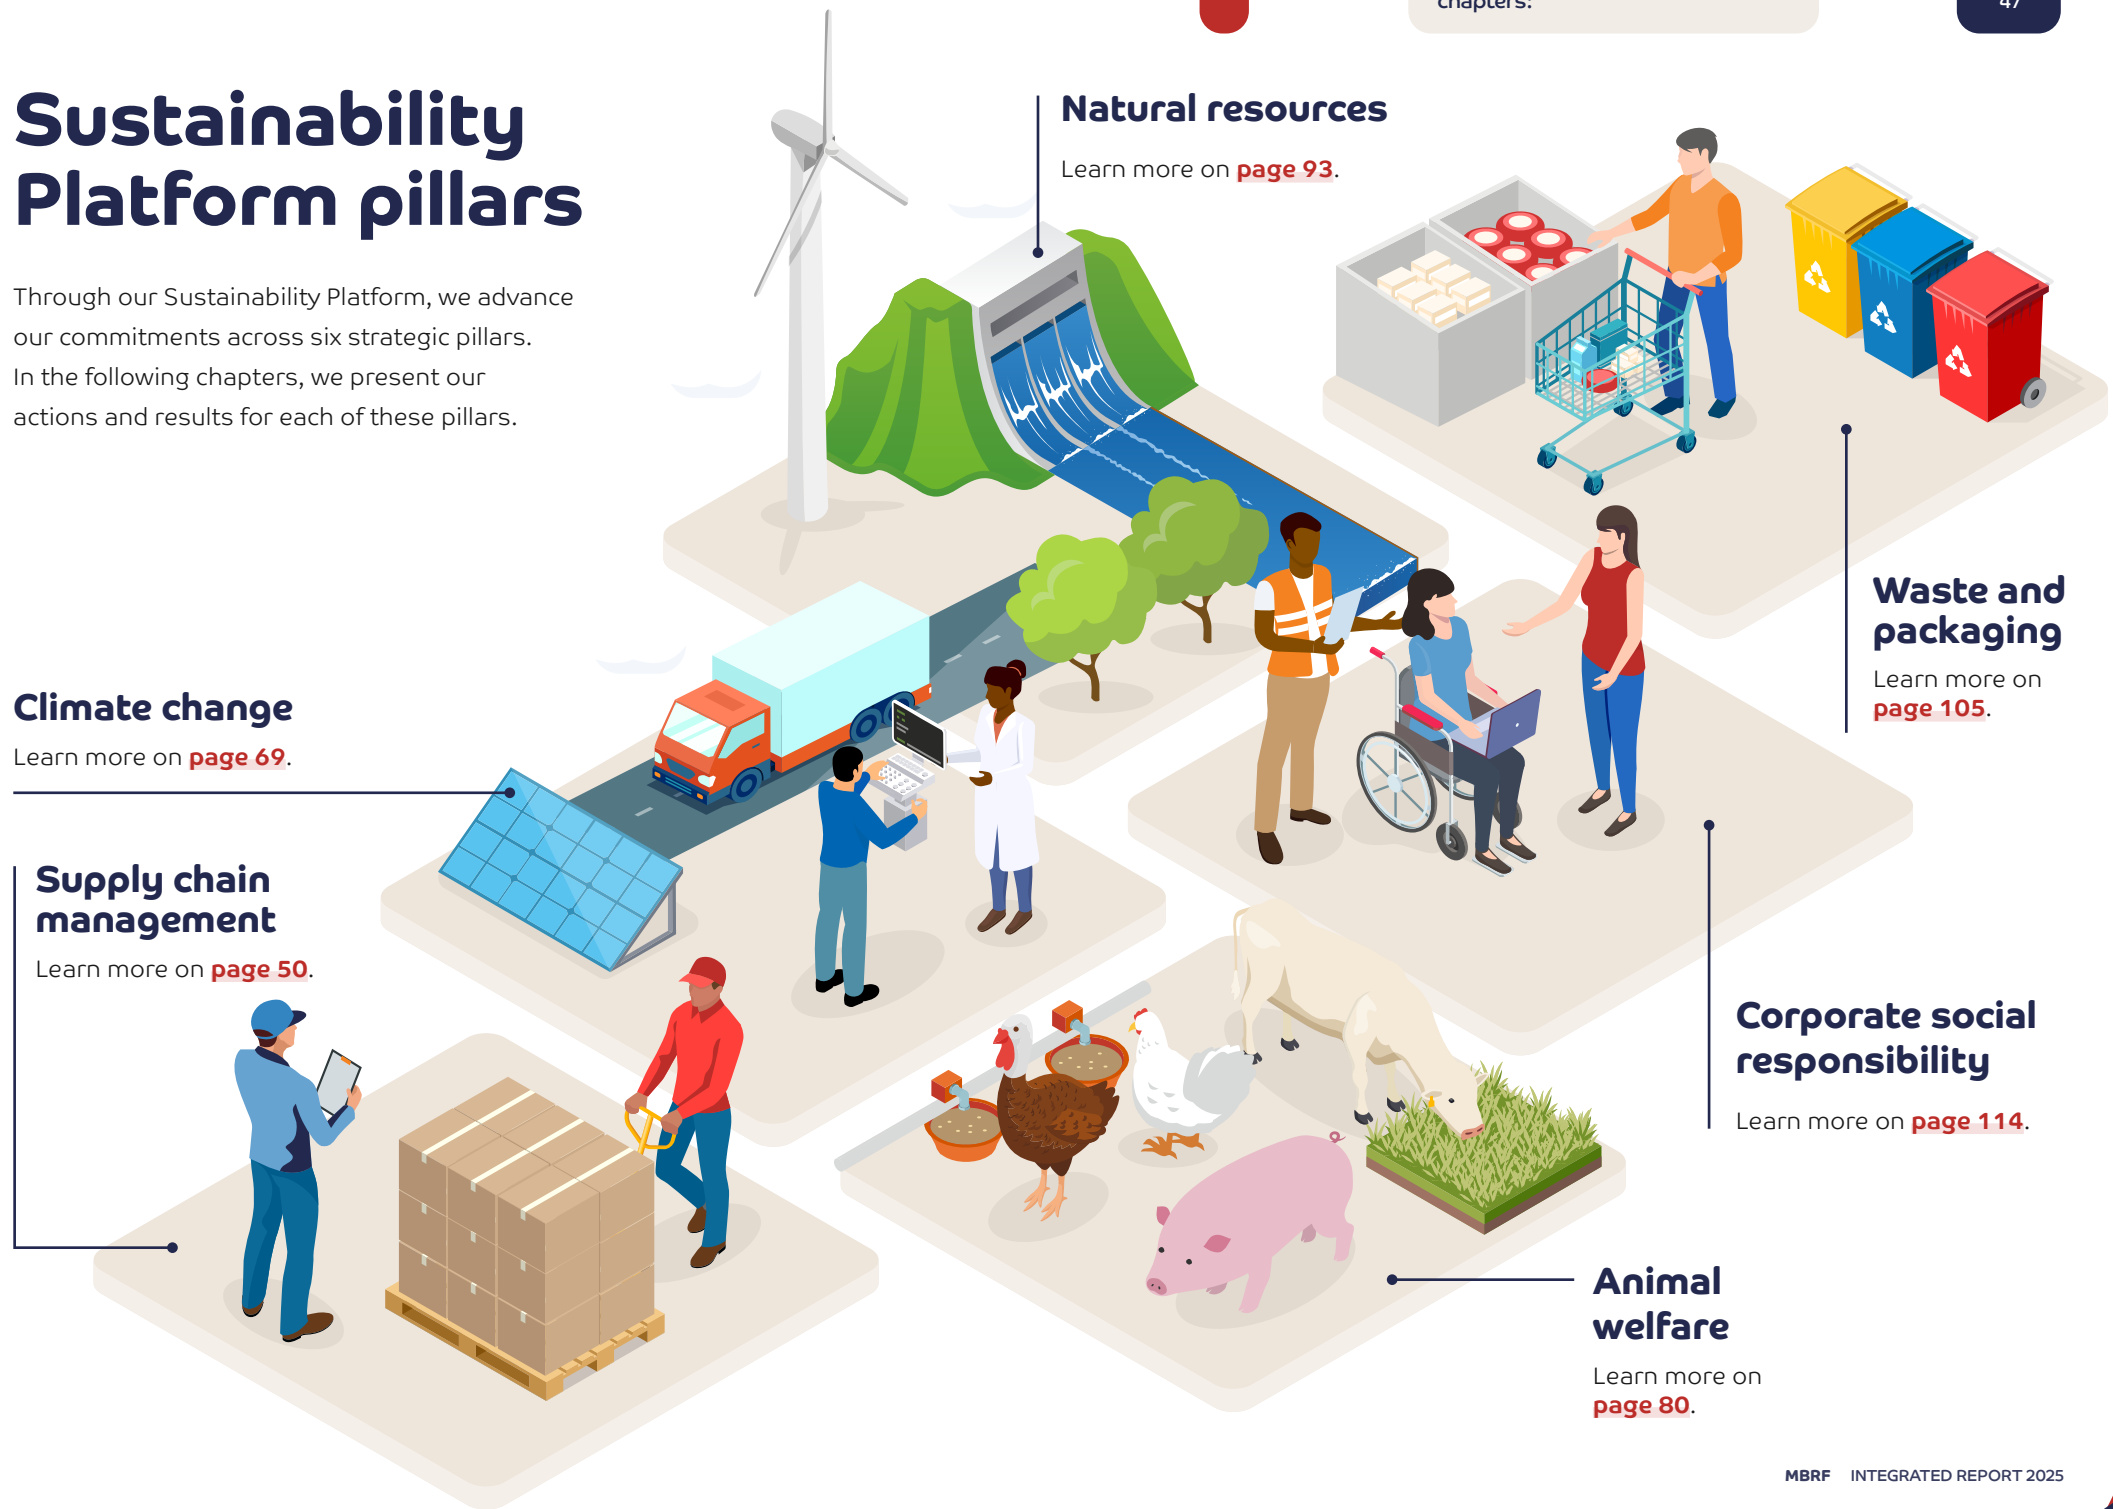 chapters:
47
Sustainability
Platform pillars
Through our Sustainability Platform, we advance
our commitments across six strategic pillars.
In the following chapters, we present our
actions and results for each of these pillars.
Natural resources
Learn more on page 93.
Waste and
packaging
Learn more on
page 105.
Climate change
Learn more on page 69.
Supply chain
management
Learn more on page 50.
Corporate social
responsibility
Learn more on page 114.
Animal
welfare
Learn more on
page 80.
MBRF INTEGRATED REPORT 2025